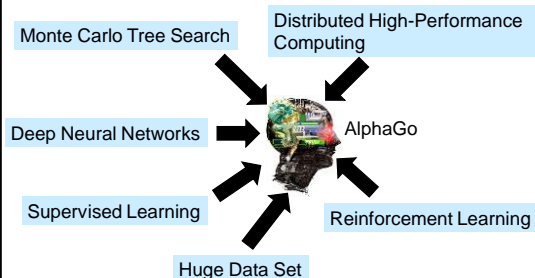 Distributed High-Performance
Computing
Monte Carlo Tree Search
Deep Neural Networks
AlphaGo
Supervised Learning
Reinforcement Learning
Huge Data Set